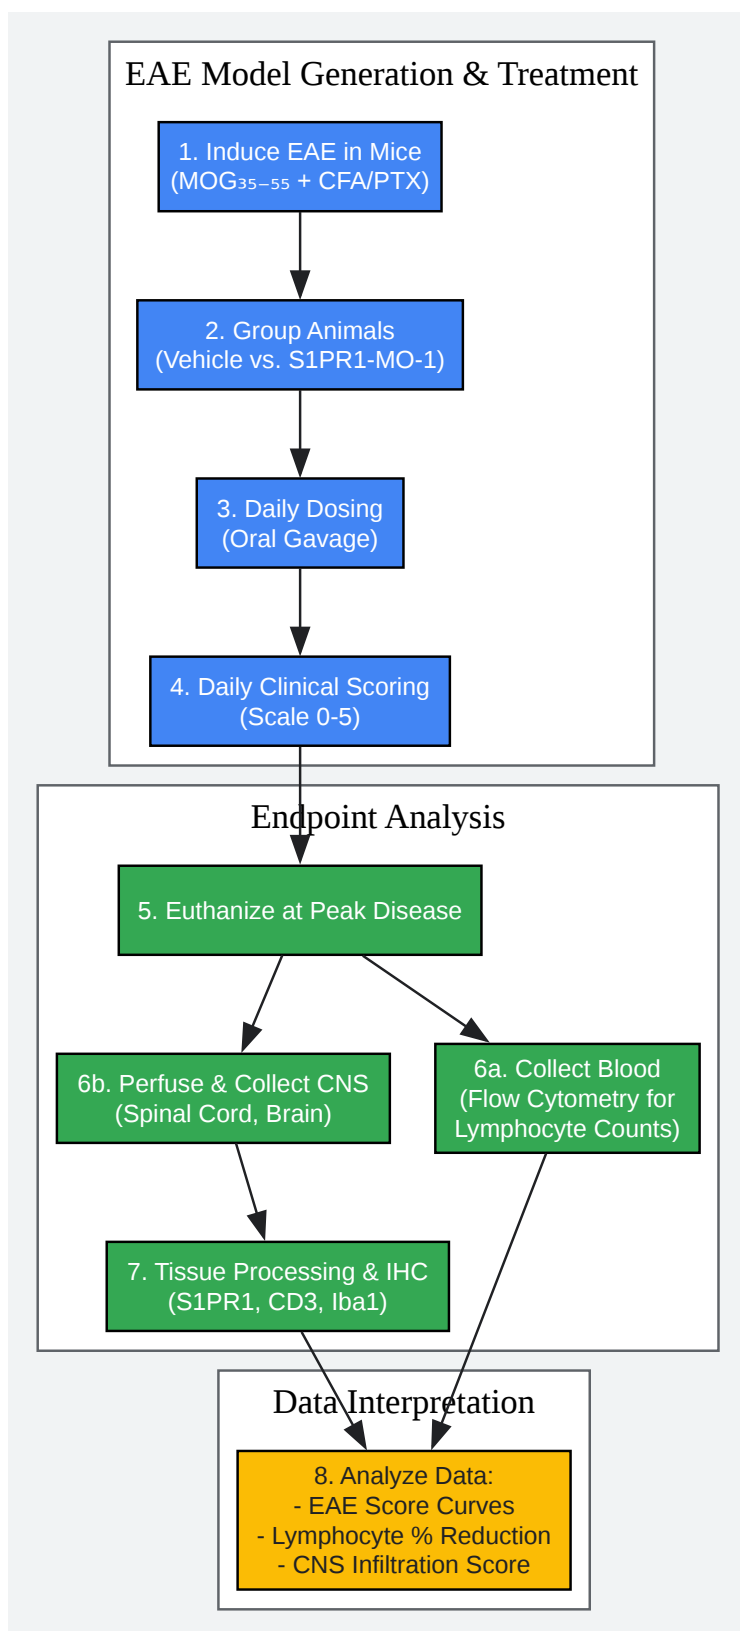 EAE Model Generation & Treatment
1. Induce EAE in Mice
(MOG₃₅₋₅₅ + CFA/PTX)
2. Group Animals
(Vehicle vs. S1PR1-MO-1)
3. Daily Dosing
(Oral Gavage)
4. Daily Clinical Scoring
(Scale 0-5)
Endpoint Analysis
5. Euthanize at Peak Disease
6b. Perfuse & Collect CNS
(Spinal Cord, Brain)
6a. Collect Blood
(Flow Cytometry for
Lymphocyte Counts)
7. Tissue Processing & IHC
(S1PR1, CD3, Iba1)
Data Interpretation
8. Analyze Data:
- EAE Score Curves
- Lymphocyte % Reduction
- CNS Infiltration Score